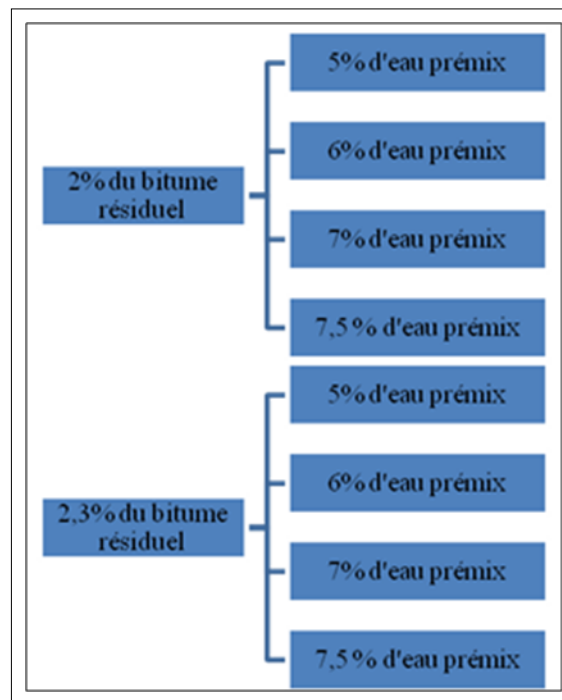 2% du bitume
résiduel
5% d'eau prémix
6% d'eau prémix
7% d'eau prémix
7,5 % d'eau prémix
2,3% du bitume
résiduel
5% d'eau prémix
6% d'eau prémix
7% d'eau prémix
7,5 % d'eau prémix